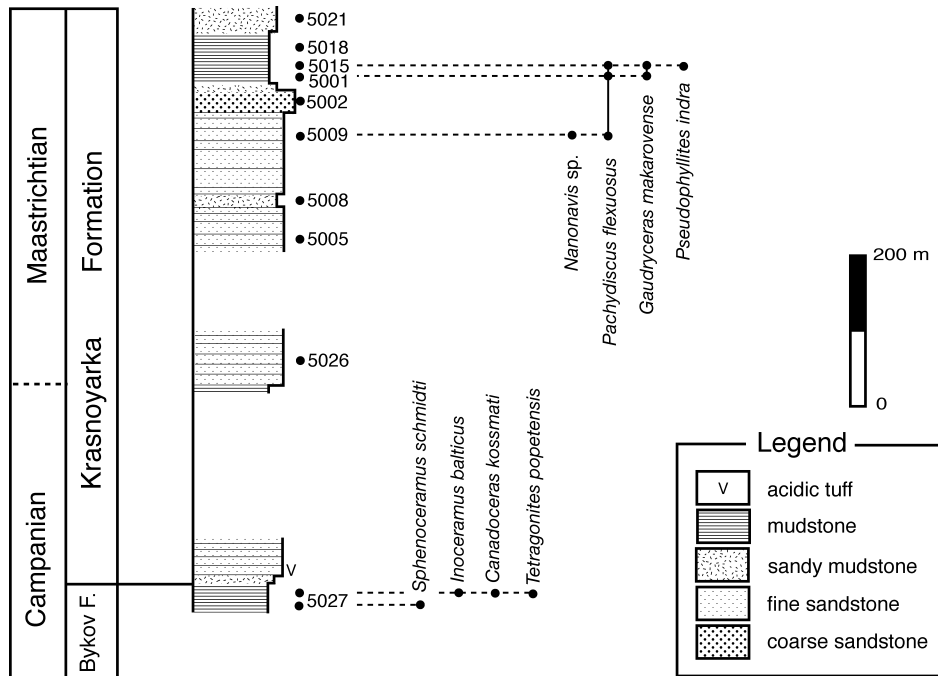 Maastrichtian
Campanian
Krasnoyarka Formation
Bykov F.
5021
5018
5015
5001
5002
5009
5008
5005
5026
V
5027
Nanonavis sp.
Pachydiscus flexuosus
Gaudryceras makarovense
Pseudophyllites indra
Sphenoceramus schmidti
Inoceramus balticus
Canadoceras kossmati
Tetragonites popetensis
200 m
0
Legend
V acidic tuff
mudstone
sandy mudstone
fine sandstone
coarse sandstone